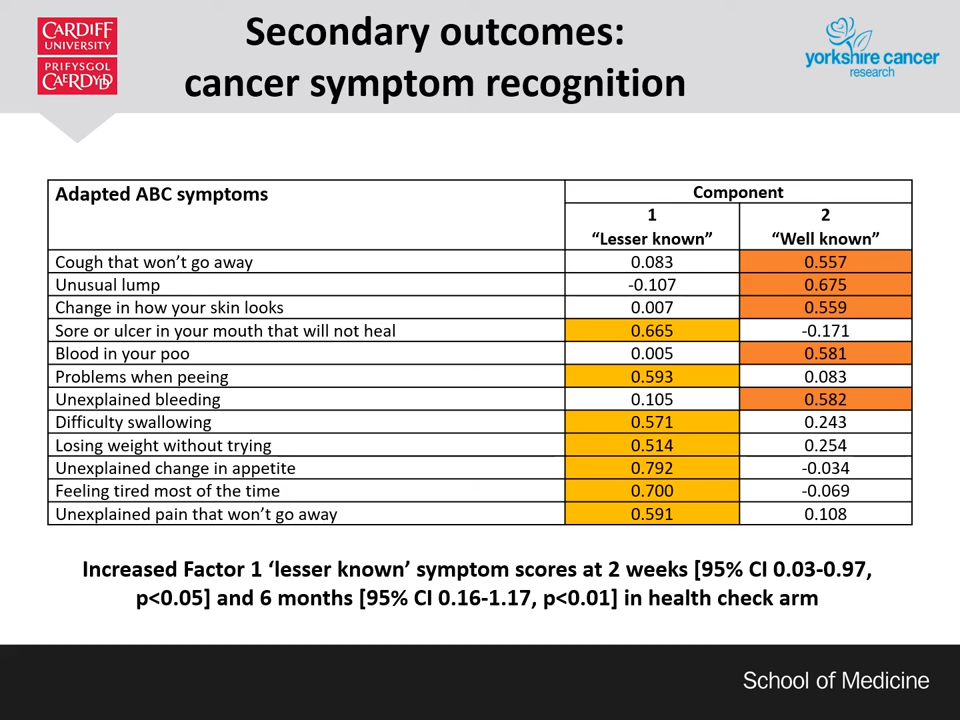 CARDIFF
UNIVERSITY
PRIFYSGOL
CAERDYDD
Secondary outcomes:
cancer symptom recognition
yorkshire cancer
research
Adapted ABC symptoms Component
1 2
“Lesser known” “Well known”
Cough that won’t go away 0.083 0.557
Unusual lump -0.107 0.675
Change in how your skin looks 0.007 0.559
Sore or ulcer in your mouth that will not heal 0.665 -0.171
Blood in your poo 0.005 0.581
Problems when peeing 0.593 0.083
Unexplained bleeding 0.105 0.582
Difficulty swallowing 0.571 0.243
Losing weight without trying 0.514 0.254
Unexplained change in appetite 0.792 -0.034
Feeling tired most of the time 0.700 -0.069
Unexplained pain that won’t go away 0.591 0.108
Increased Factor 1 ‘lesser known’ symptom scores at 2 weeks [95% CI 0.03-0.97,
p<0.05] and 6 months [95% CI 0.16-1.17, p<0.01] in health check arm
School of Medicine